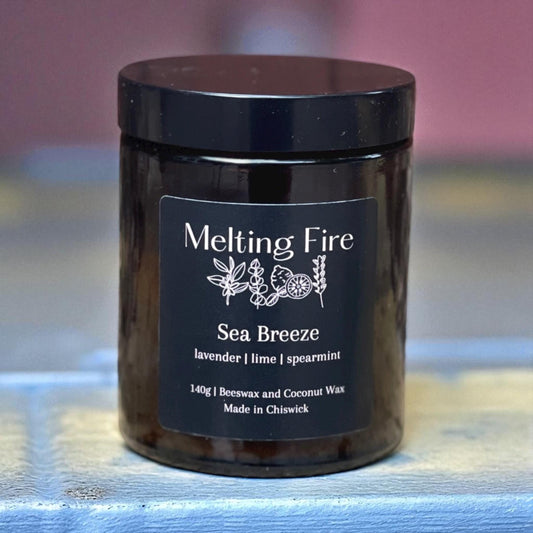 Melting Fire
Sea Breeze
lavender | lime | spearmint
140g | Beeswax and Coconut Wax
Made in Chiswick